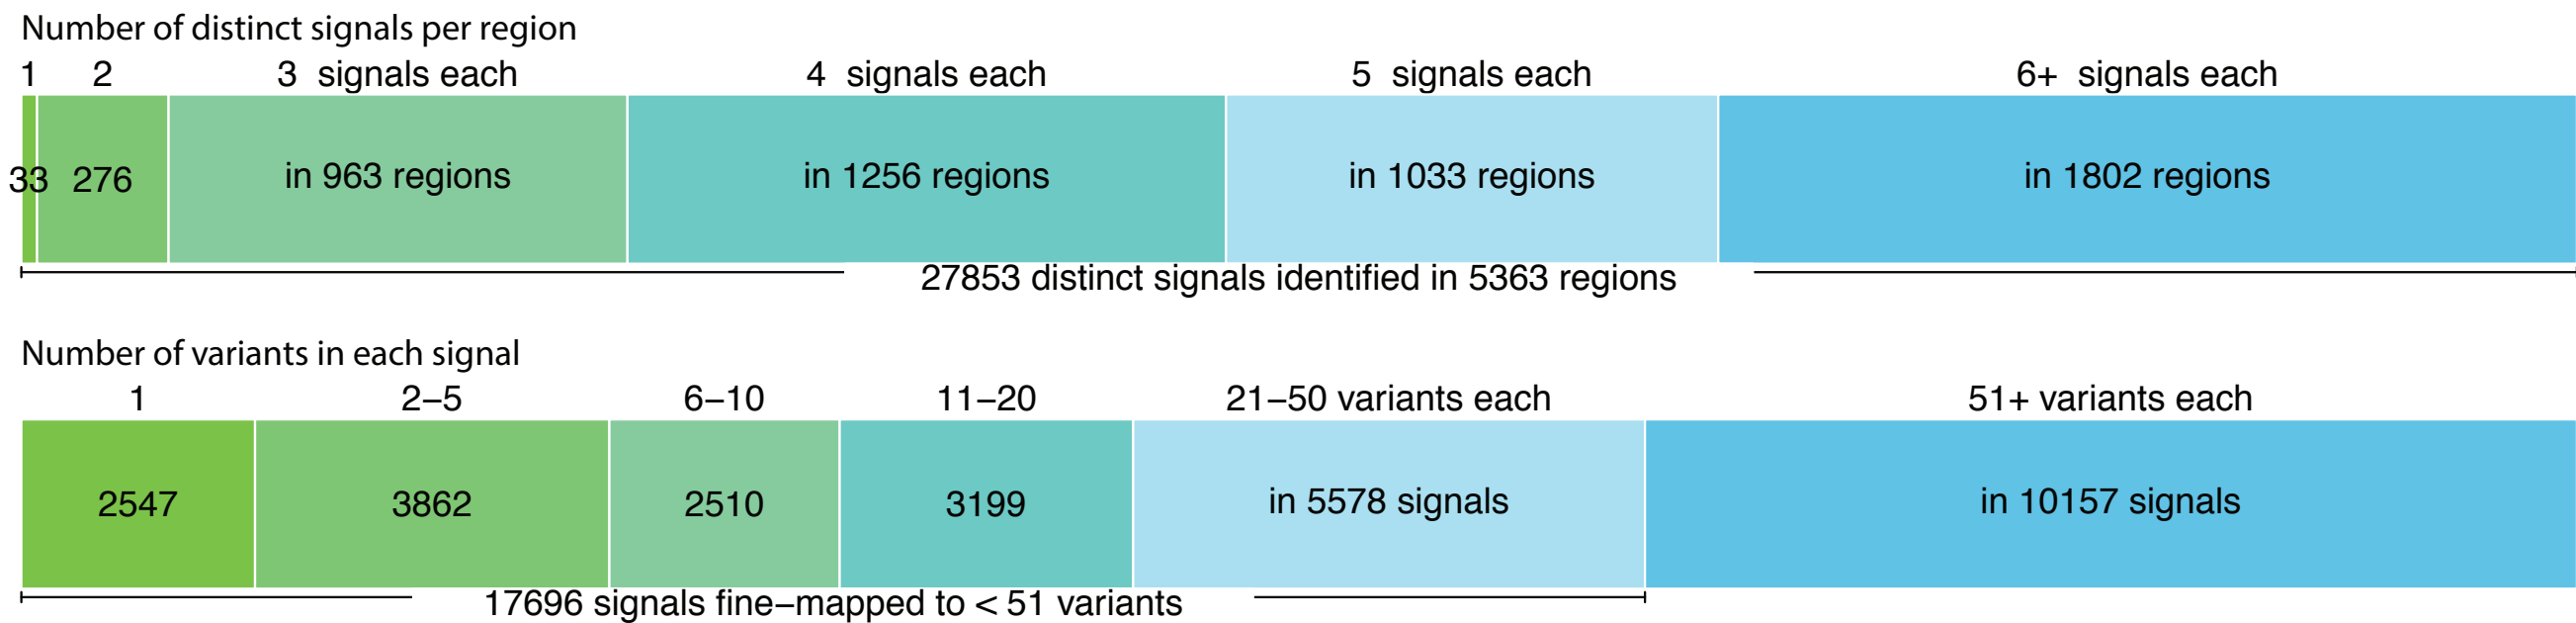 Number of distinct signals per region
1 2 3 signals each 4 signals each 5 signals each 6+ signals each
33 276 in 963 regions in 1256 regions in 1033 regions in 1802 regions
27853 distinct signals identified in 5363 regions
Number of variants in each signal
1 2–5 6–10 11–20 21–50 variants each 51+ variants each
2547 3862 2510 3199 in 5578 signals in 10157 signals
17696 signals fine–mapped to < 51 variants